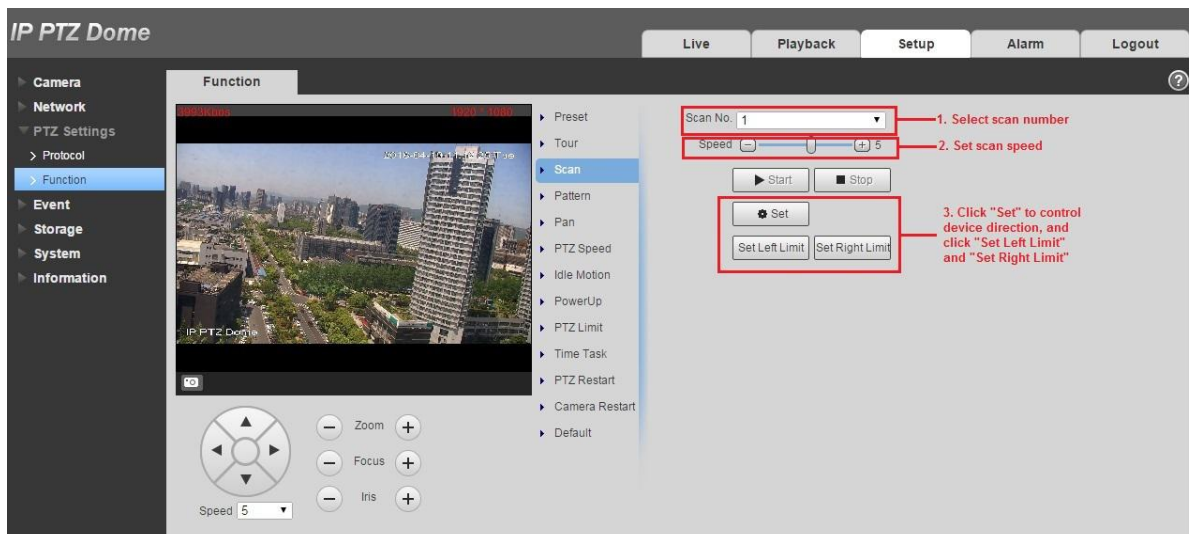 IP PTZ Dome
Live
Playback
Setup
Alarm
Logout
Camera
Network
PTZ Settings
Protocol
Function
Event
Storage
System
Information
Function
?
3993Kbps
1920 * 1080
IP PTZ Dome
Zoom
Focus
Iris
Speed 5
Preset
Tour
Scan
Pattern
Pan
PTZ Speed
Idle Motion
PowerUp
PTZ Limit
Time Task
PTZ Restart
Camera Restart
Default
Scan No. 1
Speed 5
Start
Stop
Set
Set Left Limit
Set Right Limit
1. Select scan number
2. Set scan speed
3. Click "Set" to control
device direction, and
click "Set Left Limit"
and "Set Right Limit"